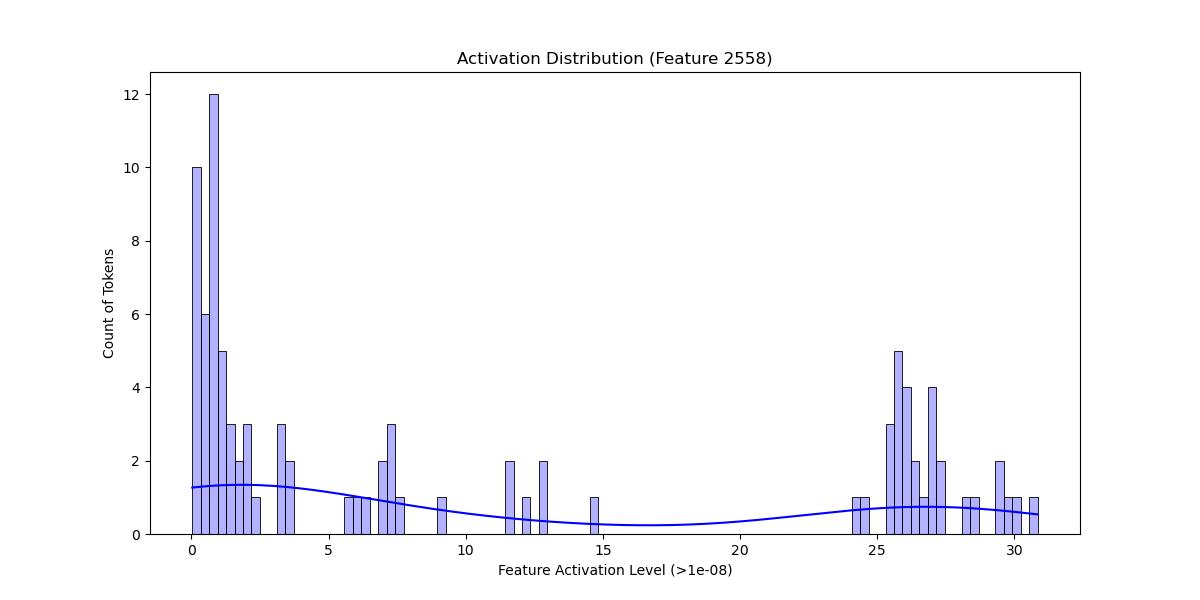 Activation Distribution (Feature 2558)
12
10
8
6
4
2
0
Count of Tokens
0 5 10 15 20 25 30
Feature Activation Level (>1e-08)